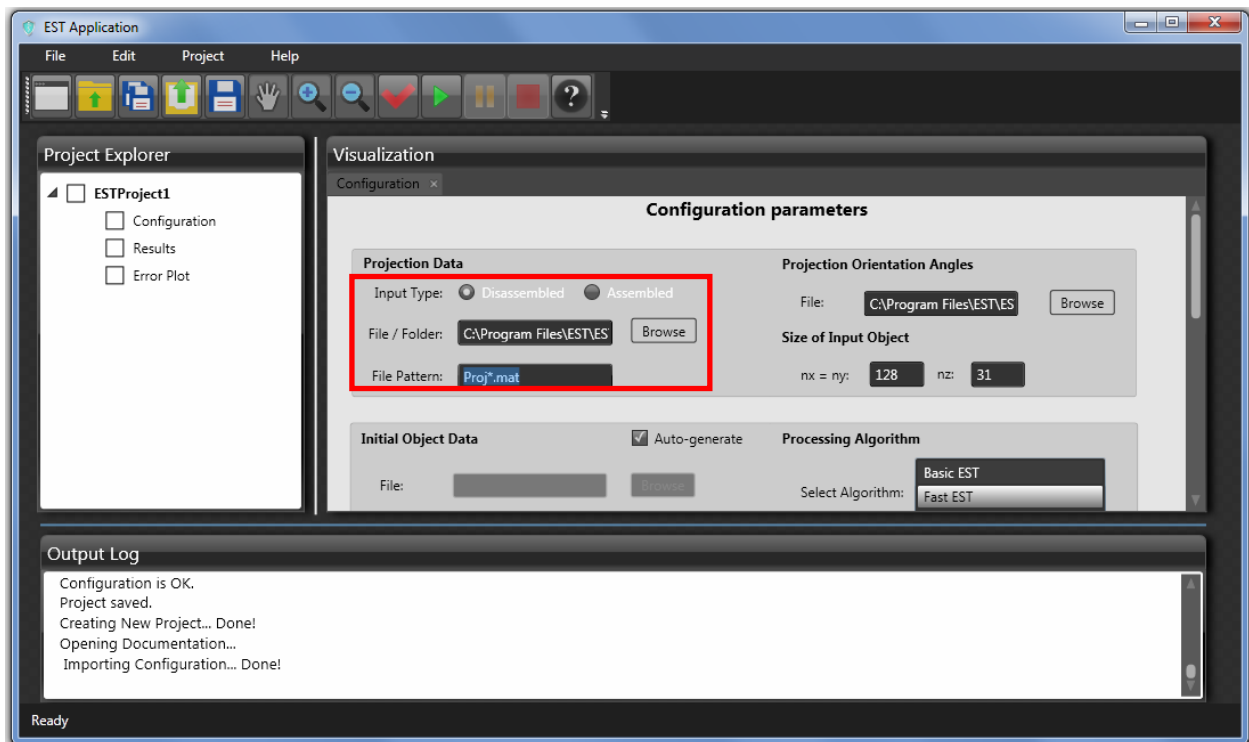 EST Application
File Edit Project Help
Project Explorer
ESTProject1
Configuration
Results
Error Plot
Visualization
Configuration ×
Configuration parameters
Projection Data
Input Type: Disassembled Assembled
File / Folder: C:\Program Files\EST\ES Browse
File Pattern: Proj*.mat
Projection Orientation Angles
File: C:\Program Files\EST\ES Browse
Size of Input Object
nx = ny: 128 nz: 31
Initial Object Data Auto-generate
File: Browse
Processing Algorithm
Select Algorithm: Basic EST
Fast EST
Output Log
Configuration is OK.
Project saved.
Creating New Project... Done!
Opening Documentation...
Importing Configuration... Done!
Ready